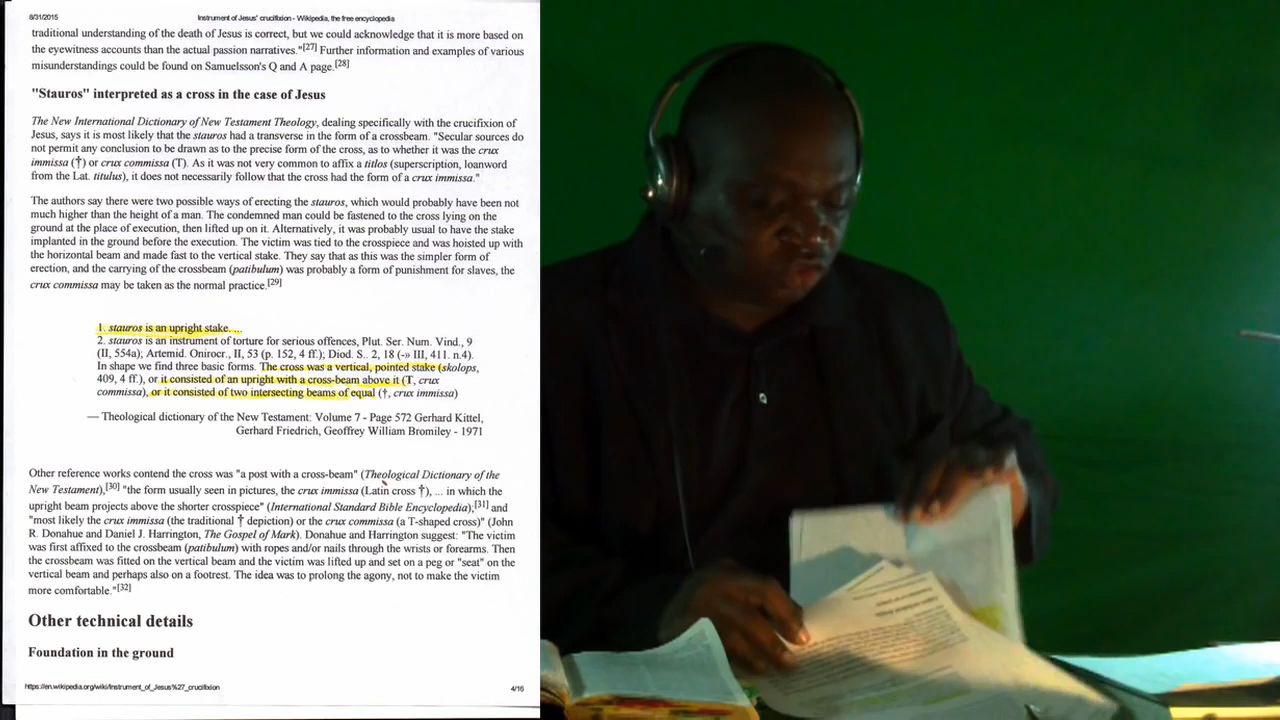 8/31/2015 Instrument of Jesus' crucifixion - Wikipedia, the free encyclopedia
traditional understanding of the death of Jesus is correct, but we could acknowledge that it is more based on
the eyewitness accounts than the actual passion narratives."[27] Further information and examples of various
misunderstandings could be found on Samuelsson's Q and A page.[28]
"Stauros" interpreted as a cross in the case of Jesus
The New International Dictionary of New Testament Theology, dealing specifically with the crucifixion of
Jesus, says it is most likely that the stauros had a transverse in the form of a crossbeam. "Secular sources do
not permit any conclusion to be drawn as to the precise form of the cross, as to whether it was the crux
immissa (†) or crux commissa (T). As it was not very common to affix a titlos (superscription, loanword
from the Lat. titulus), it does not necessarily follow that the cross had the form of a crux immissa."
The authors say there were two possible ways of erecting the stauros, which would probably have been not
much higher than the height of a man. The condemned man could be fastened to the cross lying on the
ground at the place of execution, then lifted up on it. Alternatively, it was probably usual to have the stake
implanted in the ground before the execution. The victim was tied to the crosspiece and was hoisted up with
the horizontal beam and made fast to the vertical stake. They say that as this was the simpler form of
erection, and the carrying of the crossbeam (patibulum) was probably a form of punishment for slaves, the
crux commissa may be taken as the normal practice.[29]
1. stauros is an upright stake. ...
2. stauros is an instrument of torture for serious offences, Plut. Ser. Num. Vind., 9
(II, 554a); Artemid. Onirocr., II, 53 (p. 152, 4 ff.); Diod. S.. 2, 18 (-» III, 411. n.4).
In shape we find three basic forms. The cross was a vertical, pointed stake (skolops,
409, 4 ff.), or it consisted of an upright with a cross-beam above it (T, crux
commissa), or it consisted of two intersecting beams of equal (†, crux immissa)
— Theological dictionary of the New Testament: Volume 7 - Page 572 Gerhard Kittel,
Gerhard Friedrich, Geoffrey William Bromiley - 1971
Other reference works contend the cross was "a post with a cross-beam" (Theological Dictionary of the
New Testament),[30] "the form usually seen in pictures, the crux immissa (Latin cross †), ... in which the
upright beam projects above the shorter crosspiece" (International Standard Bible Encyclopedia);[31] and
"most likely the crux immissa (the traditional † depiction) or the crux commissa (a T-shaped cross)" (John
R. Donahue and Daniel J. Harrington, The Gospel of Mark). Donahue and Harrington suggest: "The victim
was first affixed to the crossbeam (patibulum) with ropes and/or nails through the wrists or forearms. Then
the crossbeam was fitted on the vertical beam and the victim was lifted up and set on a peg or "seat" on the
vertical beam and perhaps also on a footrest. The idea was to prolong the agony, not to make the victim
more comfortable."[32]
Other technical details
Foundation in the ground
https://en.wikipedia.org/wiki/Instrument_of_Jesus%27_crucifixion 4/16